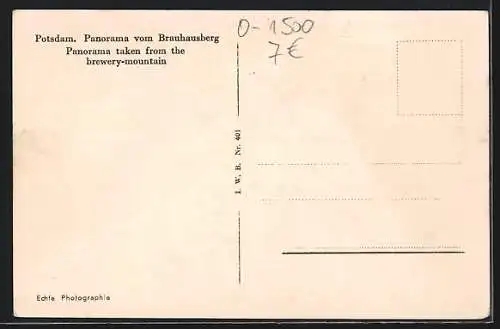 Potsdam. Panorama vom Brauhausberg
Panorama taken from the
brewery-mountain
0-1500
7€
I. W. B. Nr. 401
Echte Photographie